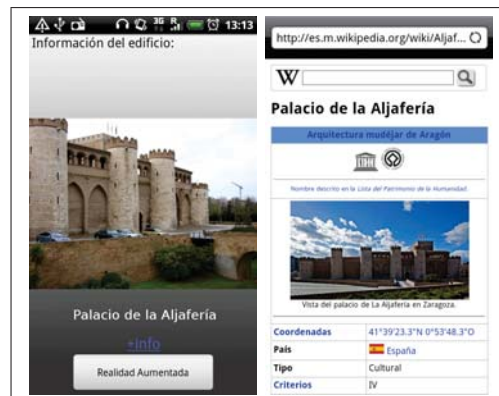 3G R 13:13
Información del edificio:
Palacio de la Aljafería
+info
Realidad Aumentada
http://es.m.wikipedia.org/wiki/Aljaf...
W
Palacio de la Aljafería
Arquitectura mudéjar de Aragón
Nombre descrito en la Lista del Patrimonio de la Humanidad.
Vista del palacio de La Aljafería en Zaragoza.
Coordenadas 41°39'23.3"N 0°53'48.3"O
País España
Tipo Cultural
Criterios IV